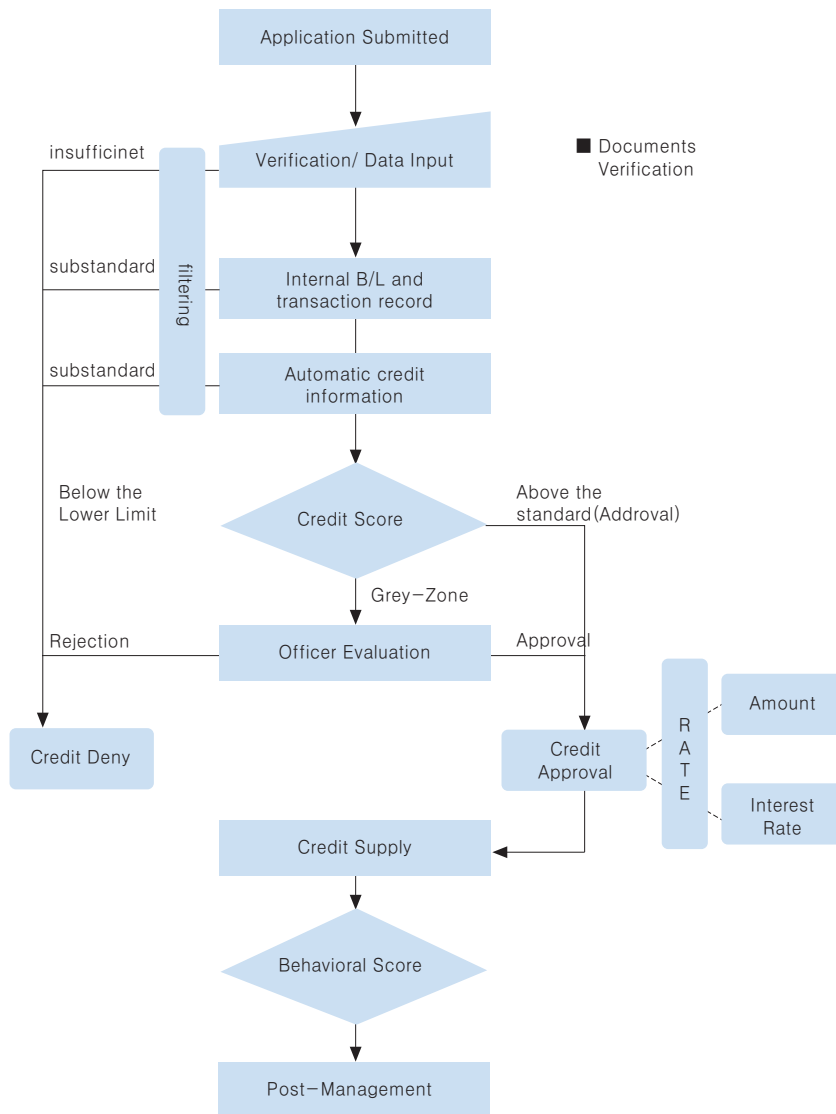 Application Submitted
insufficinet
Verification/ Data Input
■ Documents
Verification
filtering
substandard
Internal B/L and
transaction record
substandard
Automatic credit
information
Below the
Lower Limit
Credit Score
Above the
standard(Addroval)
Grey-Zone
Rejection
Officer Evaluation
Approval
Credit Deny
Credit
Approval
RATE
Amount
Interest
Rate
Credit Supply
Behavioral Score
Post-Management